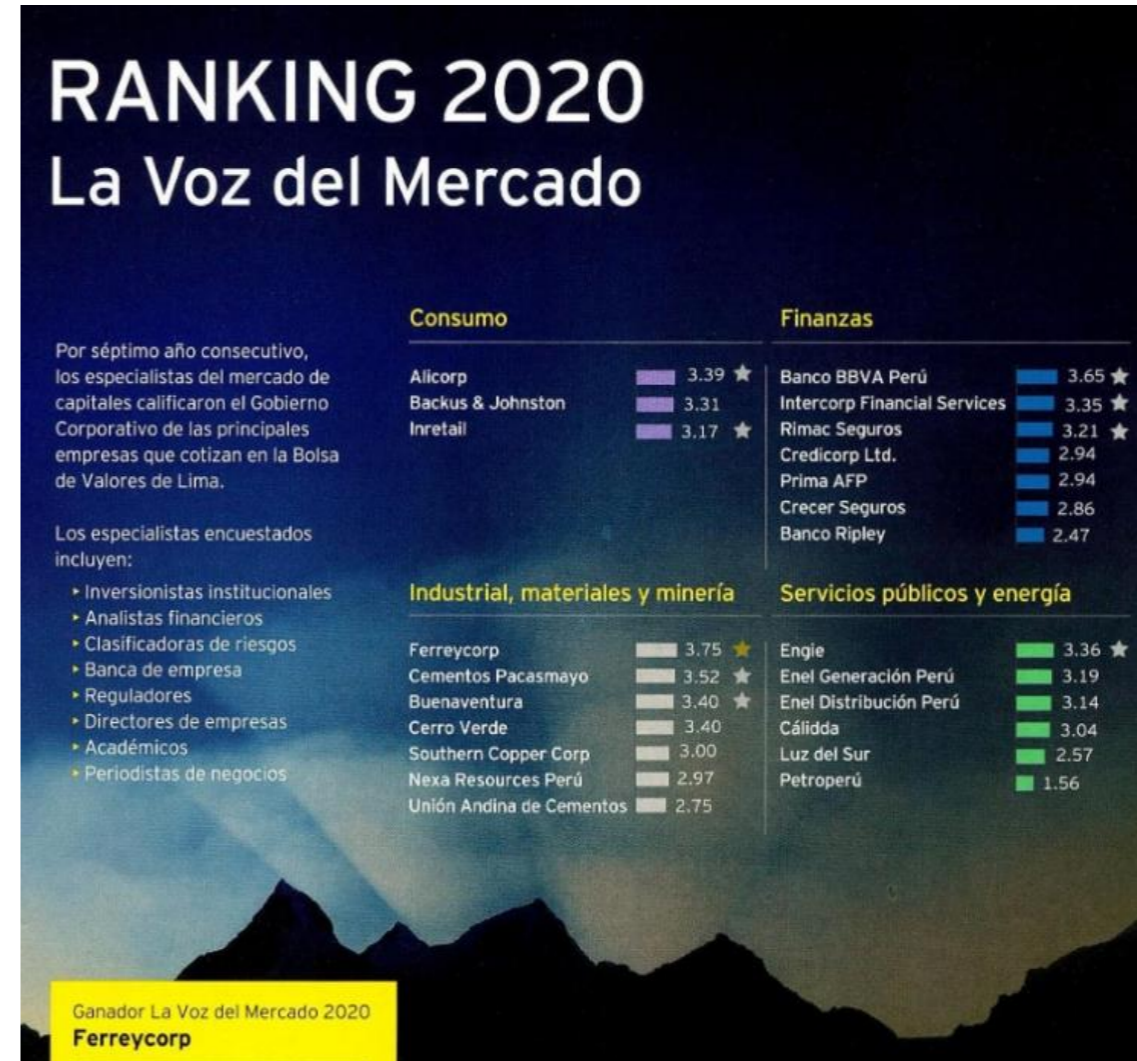 RANKING 2020
La Voz del Mercado
Por séptimo año consecutivo,
los especialistas del mercado de
capitales calificaron el Gobierno
Corporativo de las principales
empresas que cotizan en la Bolsa
de Valores de Lima.
Los especialistas encuestados
incluyen:
‣ Inversionistas institucionales
‣ Analistas financieros
‣ Clasificadoras de riesgos
‣ Banca de empresa
‣ Reguladores
‣ Directores de empresas
‣ Académicos
‣ Periodistas de negocios
Consumo
Alicorp 3.39
Backus & Johnston 3.31
Inretail 3.17
Finanzas
Banco BBVA Perú 3.65
Intercorp Financial Services 3.35
Rimac Seguros 3.21
Credicorp Ltd. 2.94
Prima AFP 2.94
Crecer Seguros 2.86
Banco Ripley 2.47
Industrial, materiales y minería
Ferreycorp 3.75
Cementos Pacasmayo 3.52
Buenaventura 3.40
Cerro Verde 3.40
Southern Copper Corp 3.00
Nexa Resources Perú 2.97
Unión Andina de Cementos 2.75
Servicios públicos y energía
Engie 3.36
Enel Generación Perú 3.19
Enel Distribución Perú 3.14
Cálidda 3.04
Luz del Sur 2.57
Petroperú 1.56
Ganador La Voz del Mercado 2020
Ferreycorp